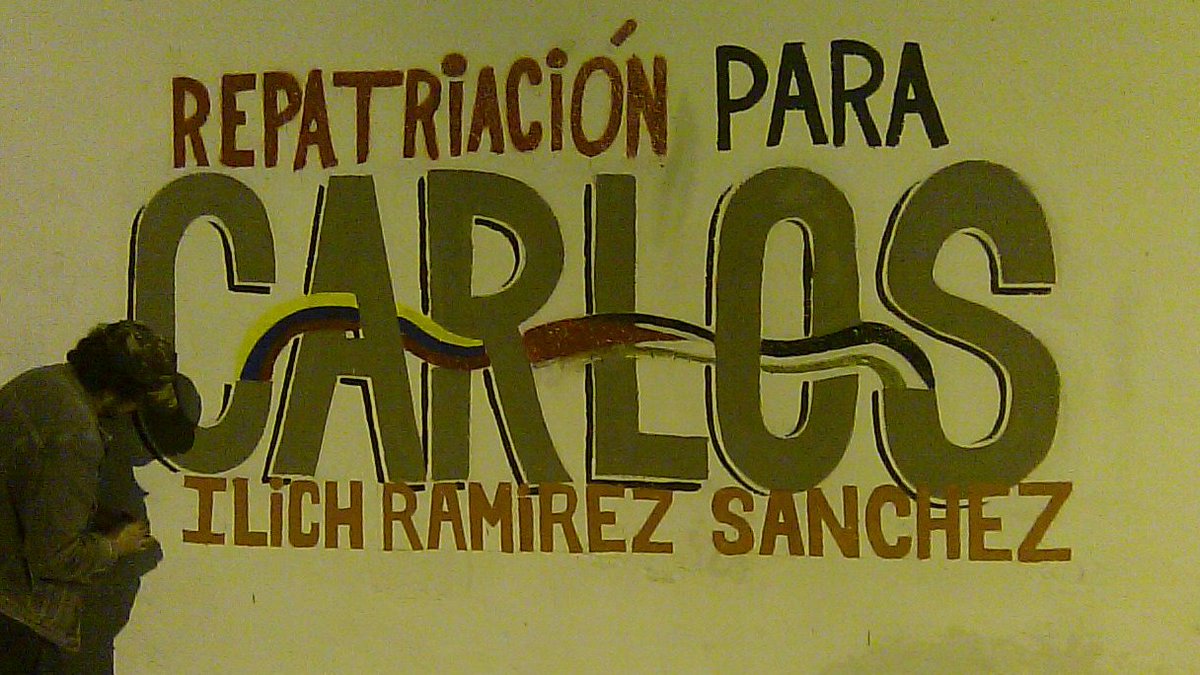 REPATRIACIÓN PARA
CARLOS
ILICH RAMIREZ SANCHEZ